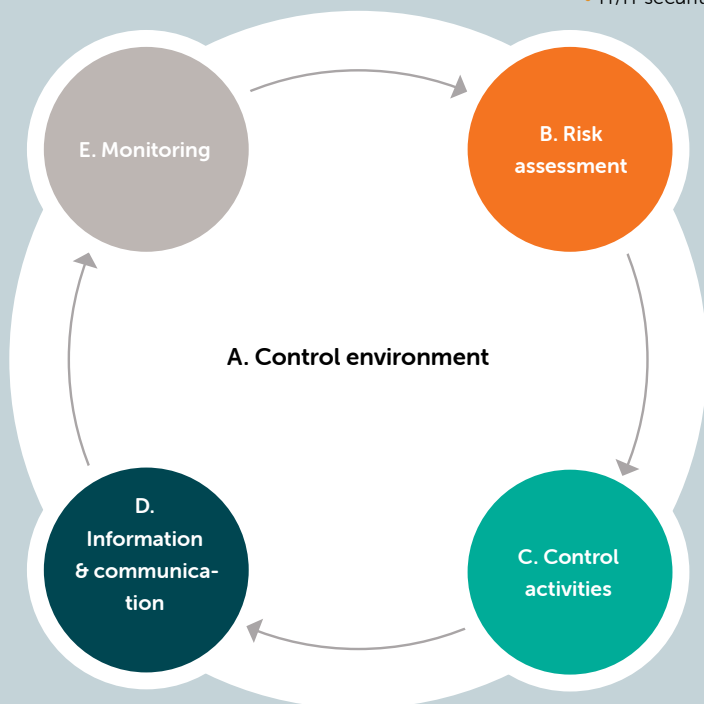 E. Monitoring
B. Risk
assessment
A. Control environment
D.
Information
& communica-
tion
C. Control
activities